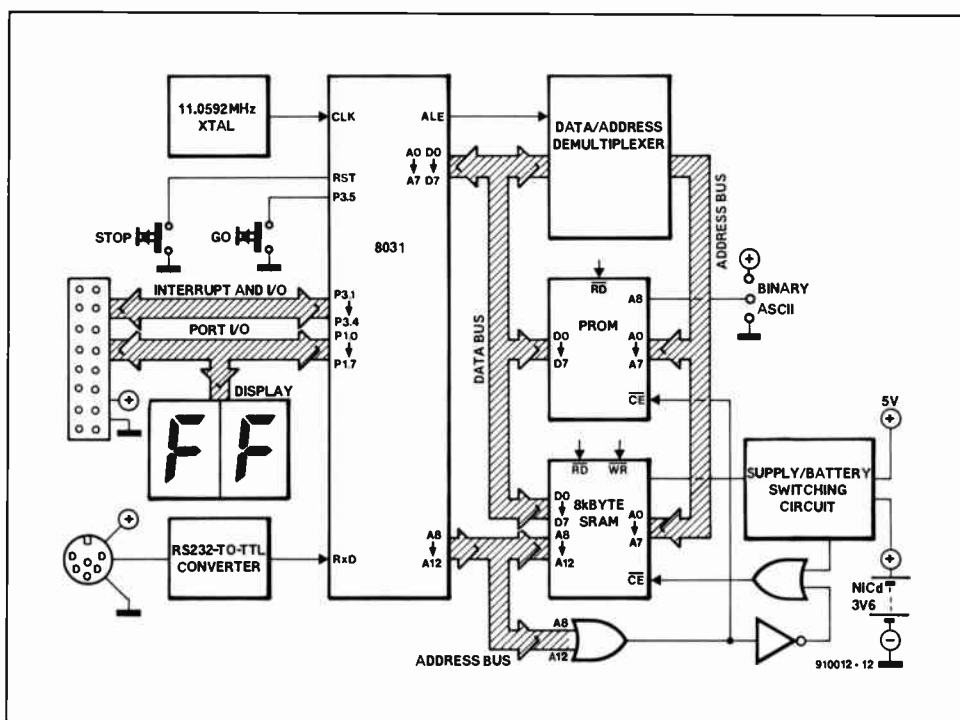 11.0592MHz
XTAL
CLK
ALE
DATA/ADDRESS
DEMULTIPLEXER
A0 D0
A7 D7
RST
P3.5
STOP
GO
8031
DATA BUS
ADDRESS BUS
INTERRUPT AND I/O
P3.1
P3.4
PORT I/O
P1.0
P1.7
DISPLAY
FF
RD
A8
PROM
D0
D7
A0
A7
CE
BINARY
ASCII
+
+
5V
+
RD
WR
8kBYTE
SRAM
D0
D7
A8
A12
A0
A7
CE
SUPPLY/BATTERY
SWITCHING
CIRCUIT
+
RS232-TO-TTL
CONVERTER
RxD
A8
A12
+
NICd
3V6
−
ADDRESS BUS
A8
A12
910012 - 12